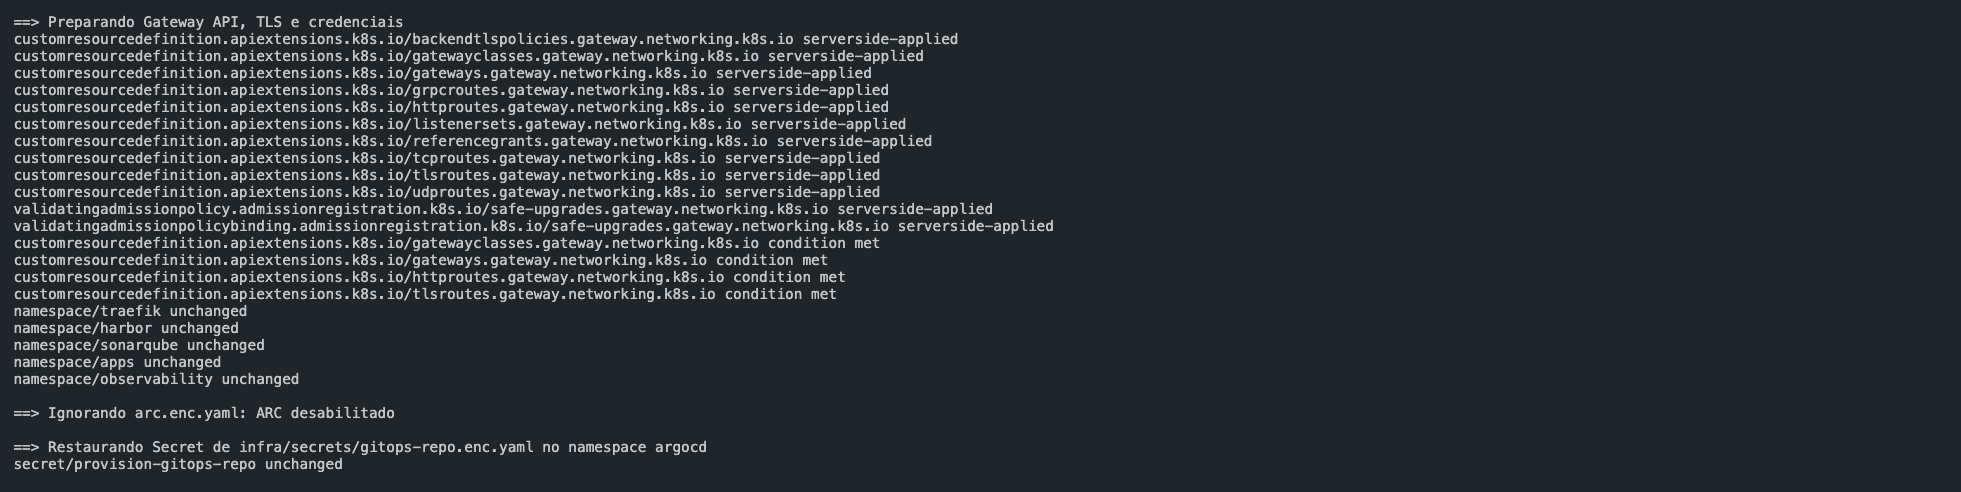 ==> Preparando Gateway API, TLS e credenciais
customresourcedefinition.apiextensions.k8s.io/backendtlspolicies.gateway.networking.k8s.io serverside-applied
customresourcedefinition.apiextensions.k8s.io/gatewayclasses.gateway.networking.k8s.io serverside-applied
customresourcedefinition.apiextensions.k8s.io/gateways.gateway.networking.k8s.io serverside-applied
customresourcedefinition.apiextensions.k8s.io/grpcroutes.gateway.networking.k8s.io serverside-applied
customresourcedefinition.apiextensions.k8s.io/httproutes.gateway.networking.k8s.io serverside-applied
customresourcedefinition.apiextensions.k8s.io/listenersets.gateway.networking.k8s.io serverside-applied
customresourcedefinition.apiextensions.k8s.io/referencegrants.gateway.networking.k8s.io serverside-applied
customresourcedefinition.apiextensions.k8s.io/tcproutes.gateway.networking.k8s.io serverside-applied
customresourcedefinition.apiextensions.k8s.io/tlsroutes.gateway.networking.k8s.io serverside-applied
customresourcedefinition.apiextensions.k8s.io/udproutes.gateway.networking.k8s.io serverside-applied
validatingadmissionpolicy.admissionregistration.k8s.io/safe-upgrades.gateway.networking.k8s.io serverside-applied
validatingadmissionpolicybinding.admissionregistration.k8s.io/safe-upgrades.gateway.networking.k8s.io serverside-applied
customresourcedefinition.apiextensions.k8s.io/gatewayclasses.gateway.networking.k8s.io condition met
customresourcedefinition.apiextensions.k8s.io/gateways.gateway.networking.k8s.io condition met
customresourcedefinition.apiextensions.k8s.io/httproutes.gateway.networking.k8s.io condition met
customresourcedefinition.apiextensions.k8s.io/tlsroutes.gateway.networking.k8s.io condition met
namespace/traefik unchanged
namespace/harbor unchanged
namespace/sonarqube unchanged
namespace/apps unchanged
namespace/observability unchanged
==> Ignorando arc.enc.yaml: ARC desabilitado
==> Restaurando Secret de infra/secrets/gitops-repo.enc.yaml no namespace argocd
secret/provision-gitops-repo unchanged